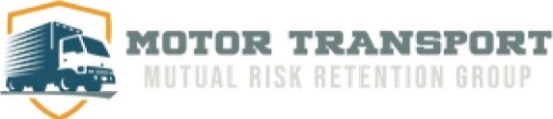 MOTOR TRANSPORT
MUTUAL RISK RETENTION GROUP